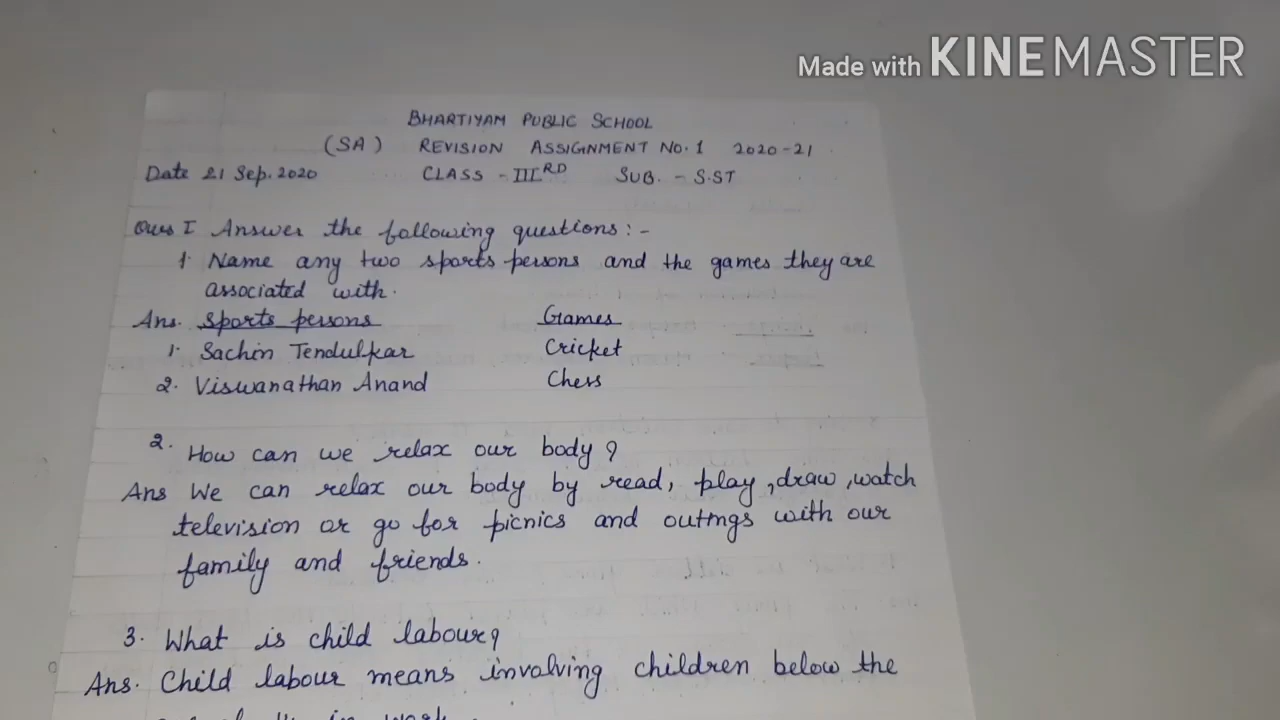 Made with KINEMASTER
BHARTIYAM PUBLIC SCHOOL
(SA) REVISION ASSIGNMENT NO. 1 2020-21
Date 21 Sep. 2020 CLASS - III RD SUB. - S.ST
Ques I Answer the following questions :-
1. Name any two sports persons and the games they are
associated with.
Ans. Sports persons Games
1. Sachin Tendulkar Cricket
2. Viswanathan Anand Chess
2. How can we relax our body ?
Ans We can relax our body by read, play, draw, watch
television or go for picnics and outings with our
family and friends.
3. What is child labour?
Ans. Child labour means involving children below the
in work